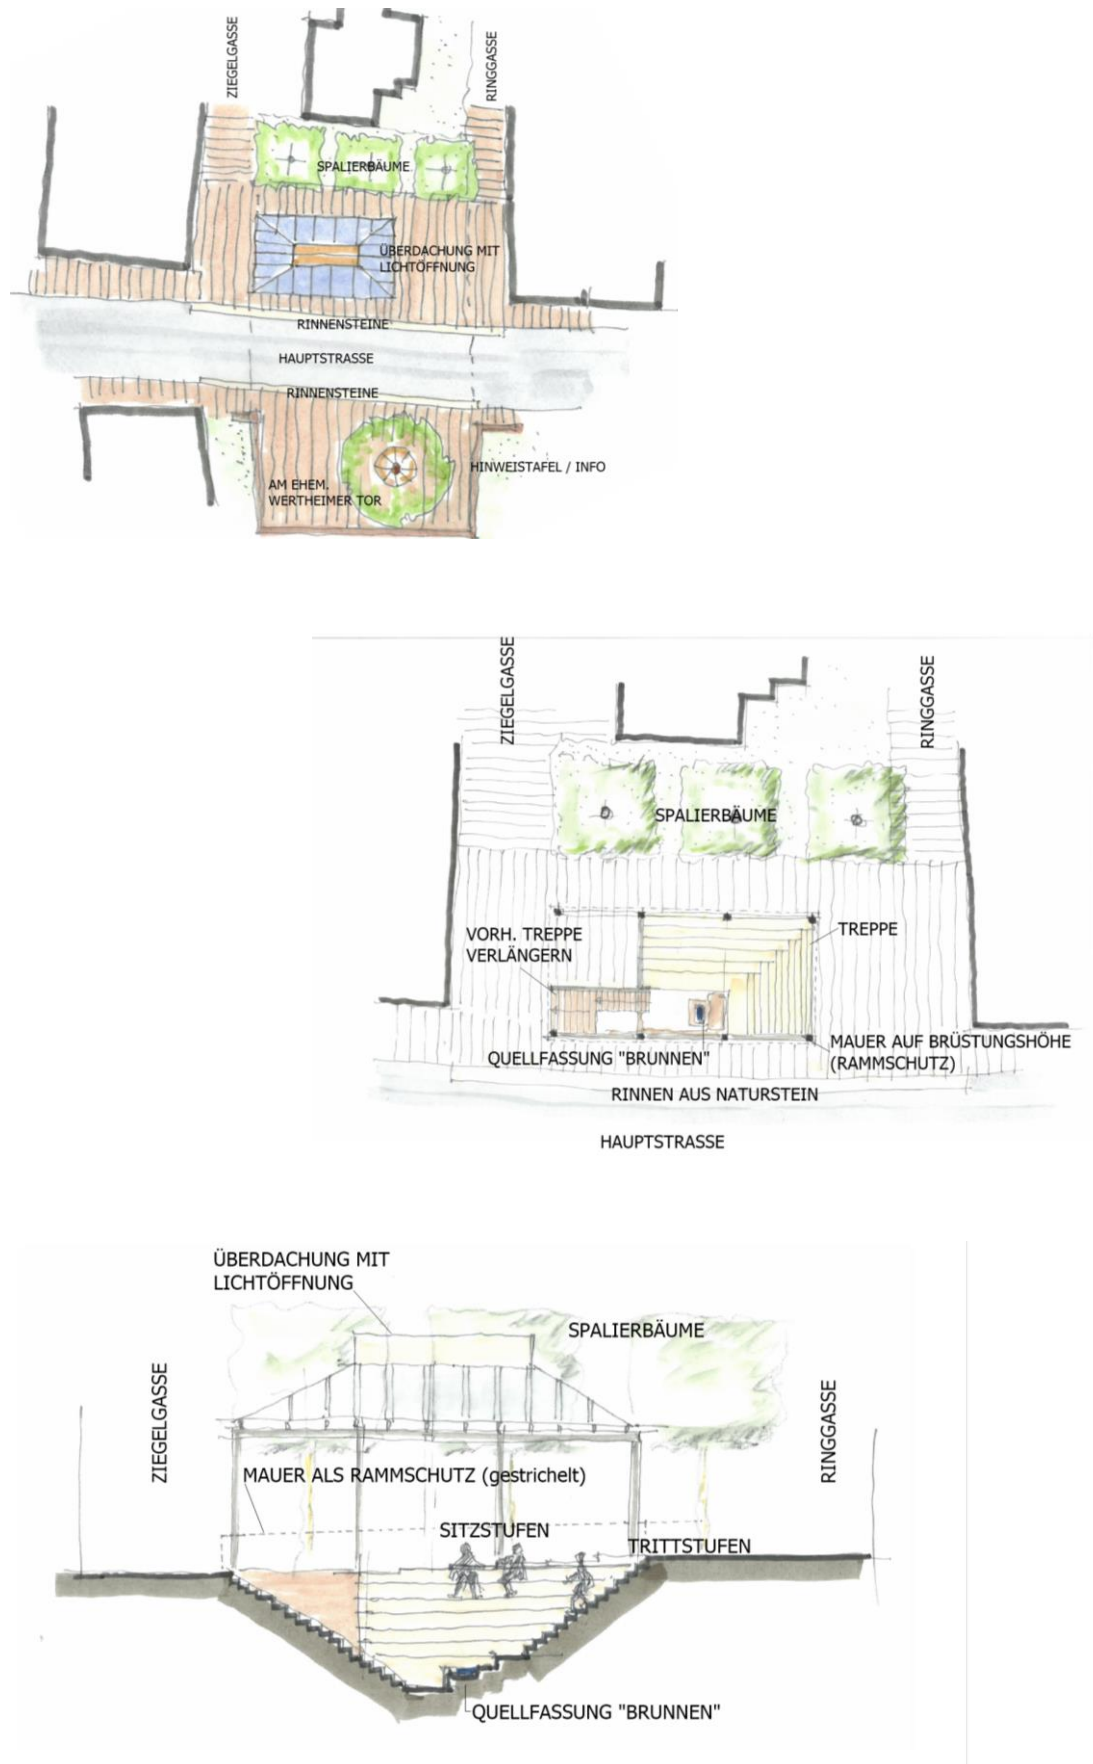 ZIEGELGASSE
RINGGASSE
SPALIERBÄUME
ÜBERDACHUNG MIT
LICHTÖFFNUNG
RINNENSTEINE
HAUPTSTRASSE
RINNENSTEINE
HINWEISTAFEL / INFO
AM EHEM.
WERTHEIMER TOR
ZIEGELGASSE
RINGGASSE
SPALIERBÄUME
VORH. TREPPE
VERLÄNGERN
TREPPE
QUELLFASSUNG "BRUNNEN"
MAUER AUF BRÜSTUNGSHÖHE
(RAMMSCHUTZ)
RINNEN AUS NATURSTEIN
HAUPTSTRASSE
ÜBERDACHUNG MIT
LICHTÖFFNUNG
SPALIERBÄUME
ZIEGELGASSE
RINGGASSE
MAUER ALS RAMMSCHUTZ (gestrichelt)
SITZSTUFEN
TRITTSTUFEN
QUELLFASSUNG "BRUNNEN"